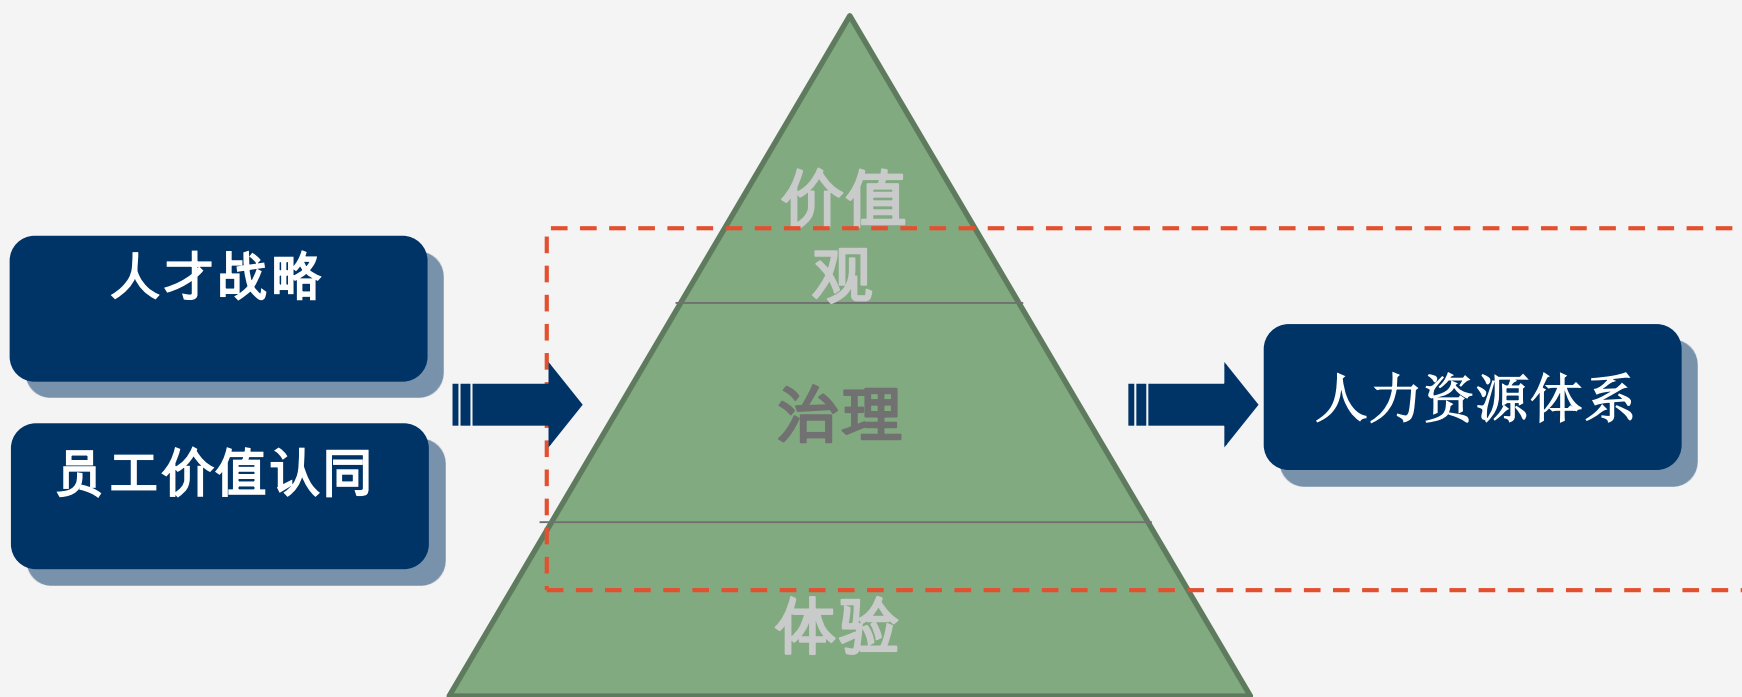 人才战略
员工价值认同
价值
观
治理
体验
人力资源体系